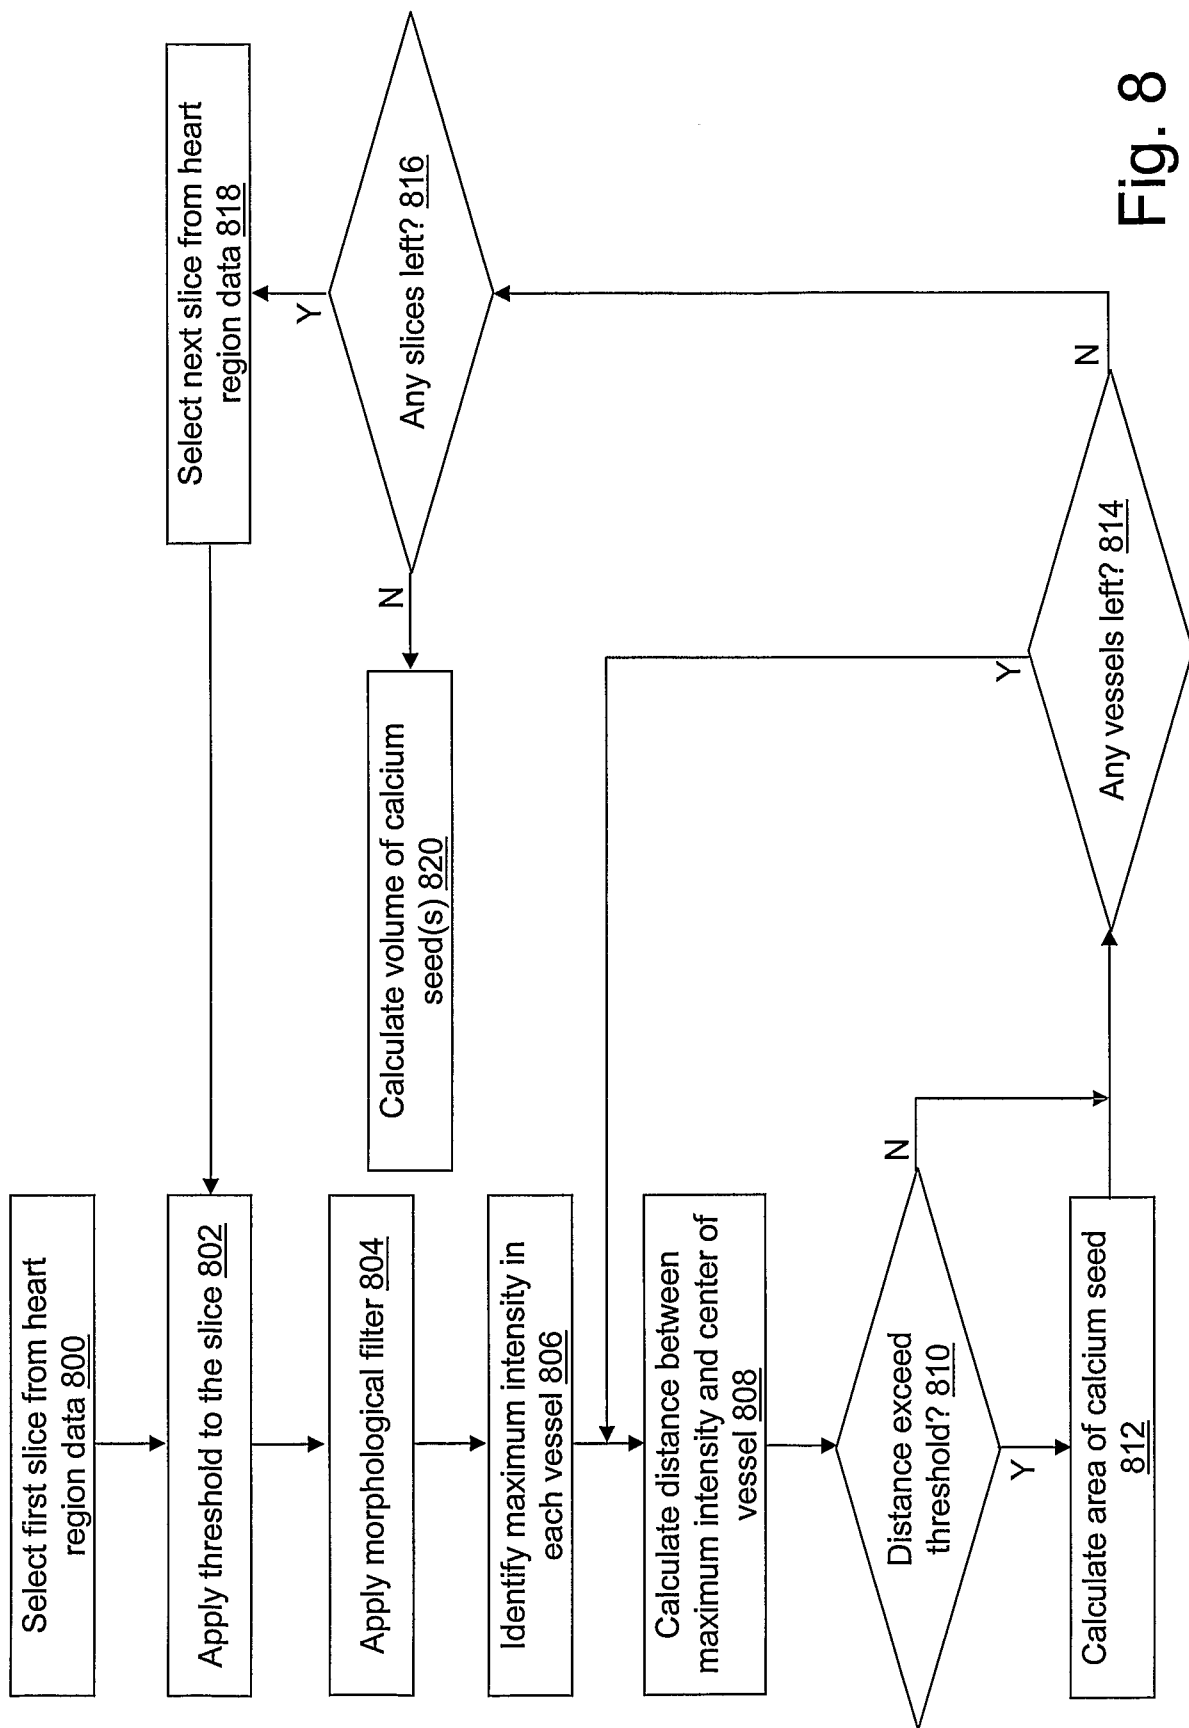 Select first slice from heart
region data 800
Apply threshold to the slice 802
Apply morphological filter 804
Identify maximum intensity in
each vessel 806
Calculate distance between
maximum intensity and center of
vessel 808
Distance exceed
threshold? 810
N
Y
Calculate area of calcium seed
812
Any vessels left? 814
Y
N
Any slices left? 816
Y
N
Select next slice from heart
region data 818
Calculate volume of calcium
seed(s) 820
Fig. 8